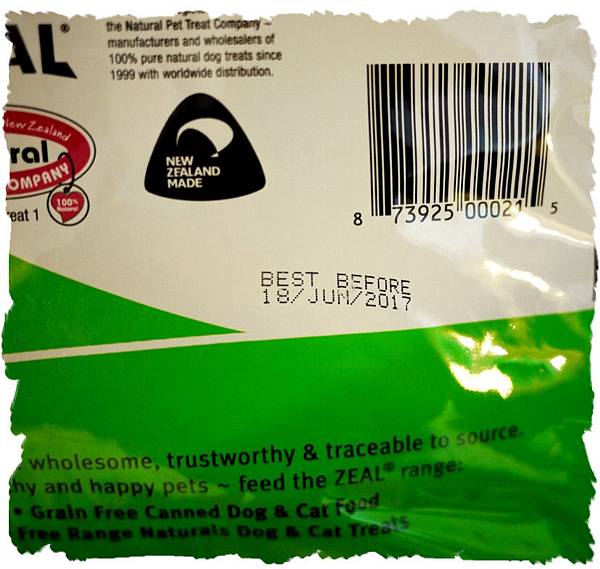 AL®
the Natural Pet Treat Company ~
manufacturers and wholesalers of
100% pure natural dog treats since
1999 with worldwide distribution.
New Zealand
ral
COMPANY
100%
Natural
eat 1
NEW
ZEALAND
MADE
8 73925 00021 5
BEST BEFORE
18/JUN/2017
wholesome, trustworthy & traceable to source.
hy and happy pets ~ feed the ZEAL® range:
• Grain Free Canned Dog & Cat Food
Free Range Naturals Dog & Cat Treats